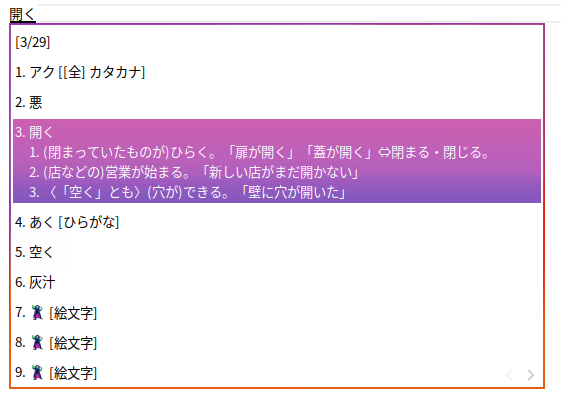 開く
[3/29]
1. アク [[全] カタカナ]
2. 悪
3. 開く
1. (閉まっていたものが)ひらく。「扉が開く」「蓋が開く」⇔閉まる・閉じる。
2. (店などの)営業が始まる。「新しい店がまだ開かない」
3. 〈「空く」とも〉(穴が)できる。「壁に穴が開いた」
4. あく [ひらがな]
5. 空く
6. 灰汁
7. 🦹 [絵文字]
8. 🦹 [絵文字]
9. 🦹 [絵文字]